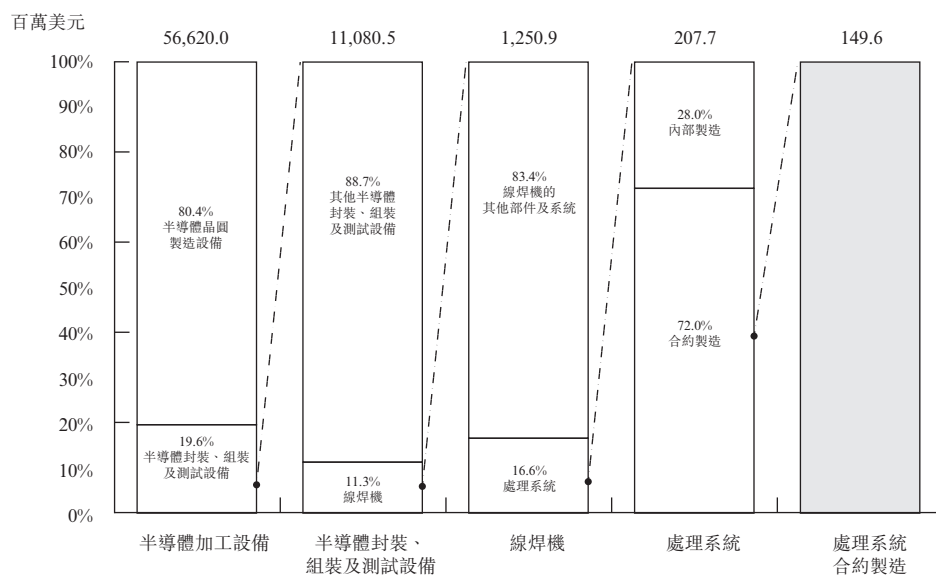 百萬美元
56,620.0
11,080.5
1,250.9
207.7
149.6
100%
90%
80%
70%
60%
50%
40%
30%
20%
10%
0%
80.4%
半導體晶圓
製造設備
19.6%
半導體封裝、組裝
及測試設備
88.7%
其他半導體
封裝、組裝
及測試設備
11.3%
線焊機
83.4%
線焊機的
其他部件及系統
16.6%
處理系統
28.0%
內部製造
72.0%
合約製造
半導體加工設備
半導體封裝、
組裝及測試設備
線焊機
處理系統
處理系統
合約製造